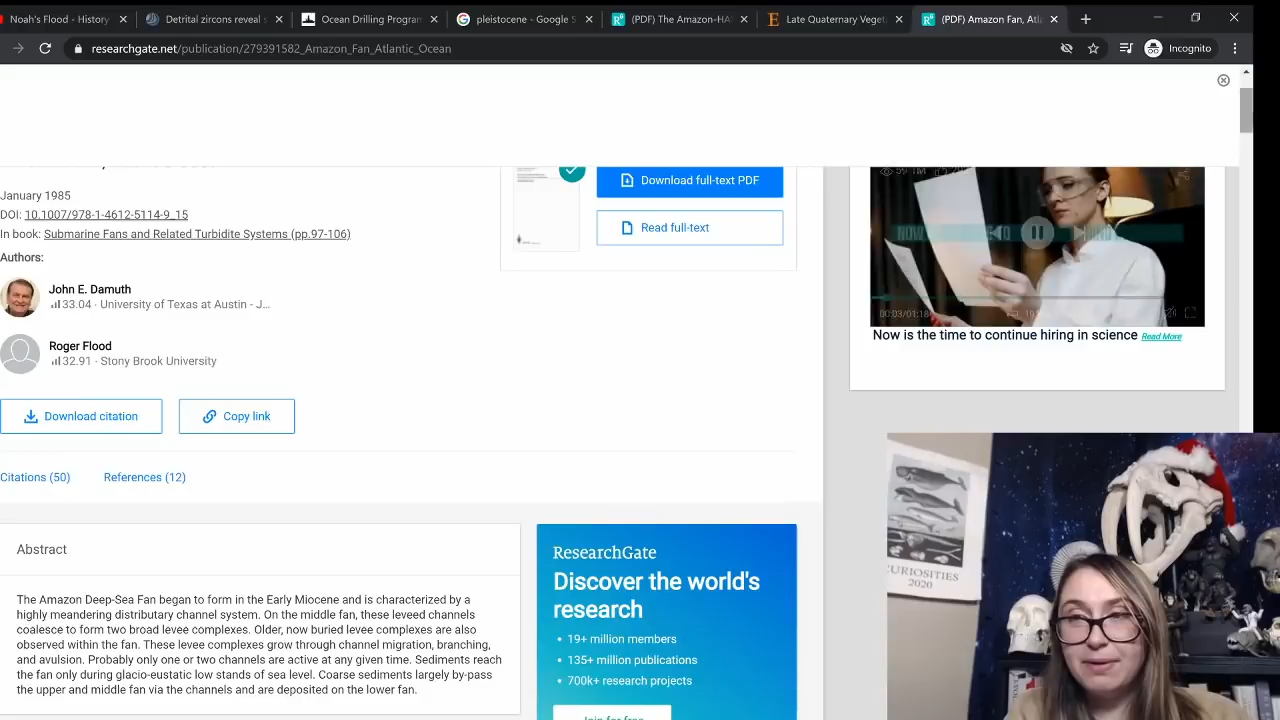 Noah's Flood - YouTu
Detrital zircons reveal s
Ocean Drilling Program
pleistocene - Google S
(PDF) The Amazon-HA
Late Quaternary Veget
(PDF) Amazon Fan, Atl
researchgate.net/publication/279391582_Amazon_Fan_Atlantic_Ocean
Incognito
January 1985
DOI: 10.1007/978-1-4612-5114-9_15
In book: Submarine Fans and Related Turbidite Systems (pp.97-106)
Authors:
John E. Damuth
33.04 · University of Texas at Austin - J...
Roger Flood
32.91 · Stony Brook University
Download citation
Copy link
Citations (50)
References (12)
Download full-text PDF
Read full-text
NOW
00:03/01:18
Now is the time to continue hiring in science Read More
Abstract
The Amazon Deep-Sea Fan began to form in the Early Miocene and is characterized by a
highly meandering distributary channel system. On the middle fan, these leveed channels
coalesce to form two broad levee complexes. Older, now buried levee complexes are also
observed within the fan. These levee complexes grow through channel migration, branching,
and avulsion. Probably only one or two channels are active at any given time. Sediments reach
the fan only during glacio-eustatic low stands of sea level. Coarse sediments largely by-pass
the upper and middle fan via the channels and are deposited on the lower fan.
ResearchGate
Discover the world's
research
• 19+ million members
• 135+ million publications
• 700k+ research projects
Join for free
CURIOSITIES
2020